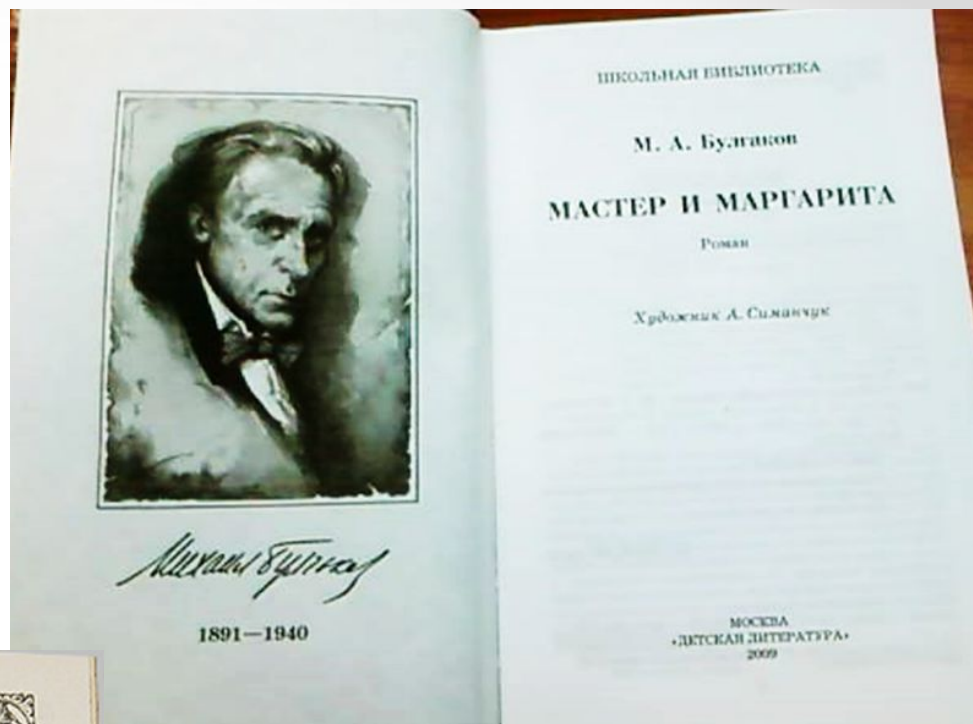 Михаил Булгаков
1891—1940
ШКОЛЬНАЯ БИБЛИОТЕКА
М. А. Булгаков
МАСТЕР И МАРГАРИТА
Роман
Художник А. Симанчук
МОСКВА
«ДЕТСКАЯ ЛИТЕРАТУРА»
2009